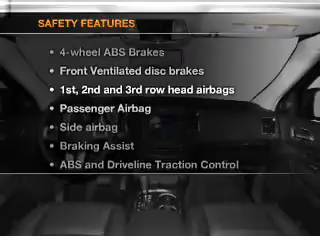 SAFETY FEATURES
• 4-wheel ABS Brakes
• Front Ventilated disc brakes
• 1st, 2nd and 3rd row head airbags
• Passenger Airbag
• Side airbag
• Braking Assist
• ABS and Driveline Traction Control